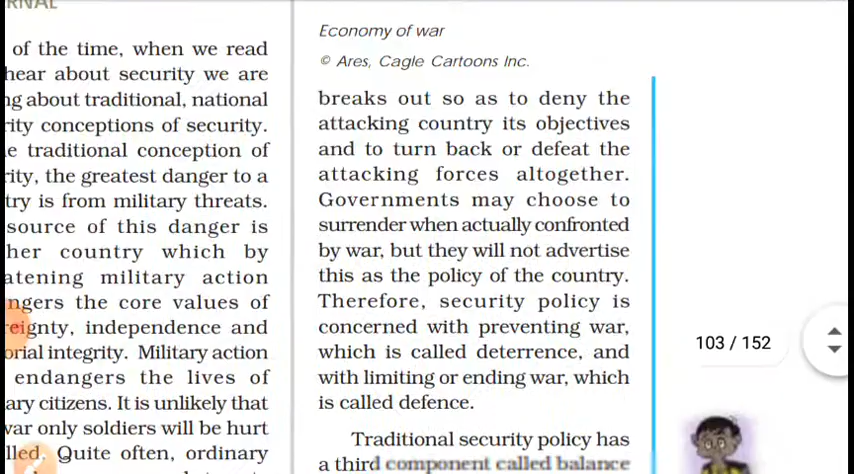 RNAL
of the time, when we read
hear about security we are
ng about traditional, national
rity conceptions of security.
e traditional conception of
rity, the greatest danger to a
try is from military threats.
source of this danger is
her country which by
atening military action
ngers the core values of
reignty, independence and
orial integrity. Military action
endangers the lives of
ary citizens. It is unlikely that
war only soldiers will be hurt
lled. Quite often, ordinary
Economy of war
© Ares, Cagle Cartoons Inc.
breaks out so as to deny the
attacking country its objectives
and to turn back or defeat the
attacking forces altogether.
Governments may choose to
surrender when actually confronted
by war, but they will not advertise
this as the policy of the country.
Therefore, security policy is
concerned with preventing war,
which is called deterrence, and
with limiting or ending war, which
is called defence.
Traditional security policy has
a third component called balance
103 / 152